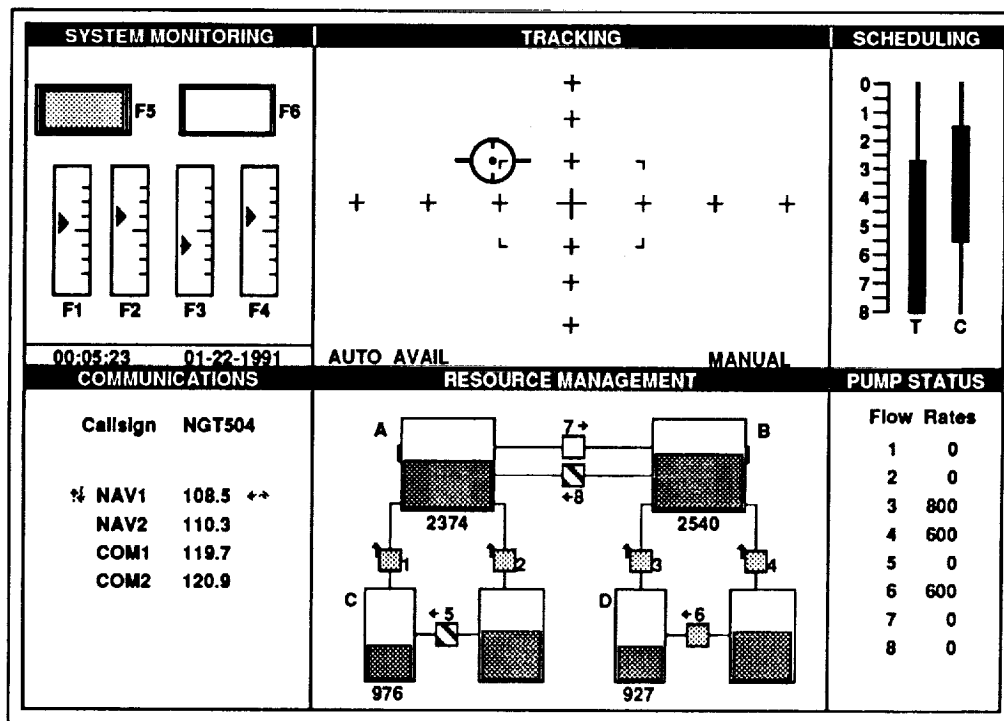 SYSTEM MONITORING
F5
F6
F1 F2 F3 F4
00:05:23 01-22-1991
TRACKING
AUTO AVAIL MANUAL
SCHEDULING
0
1
2
3
4
5
6
7
8
T C
COMMUNICATIONS
Callsign NGT504
NAV1 108.5
NAV2 110.3
COM1 119.7
COM2 120.9
RESOURCE MANAGEMENT
A 7 B
8
2374 2540
1 2 3 4
C 5 D 6
976 927
PUMP STATUS
Flow Rates
1 0
2 0
3 800
4 600
5 0
6 600
7 0
8 0